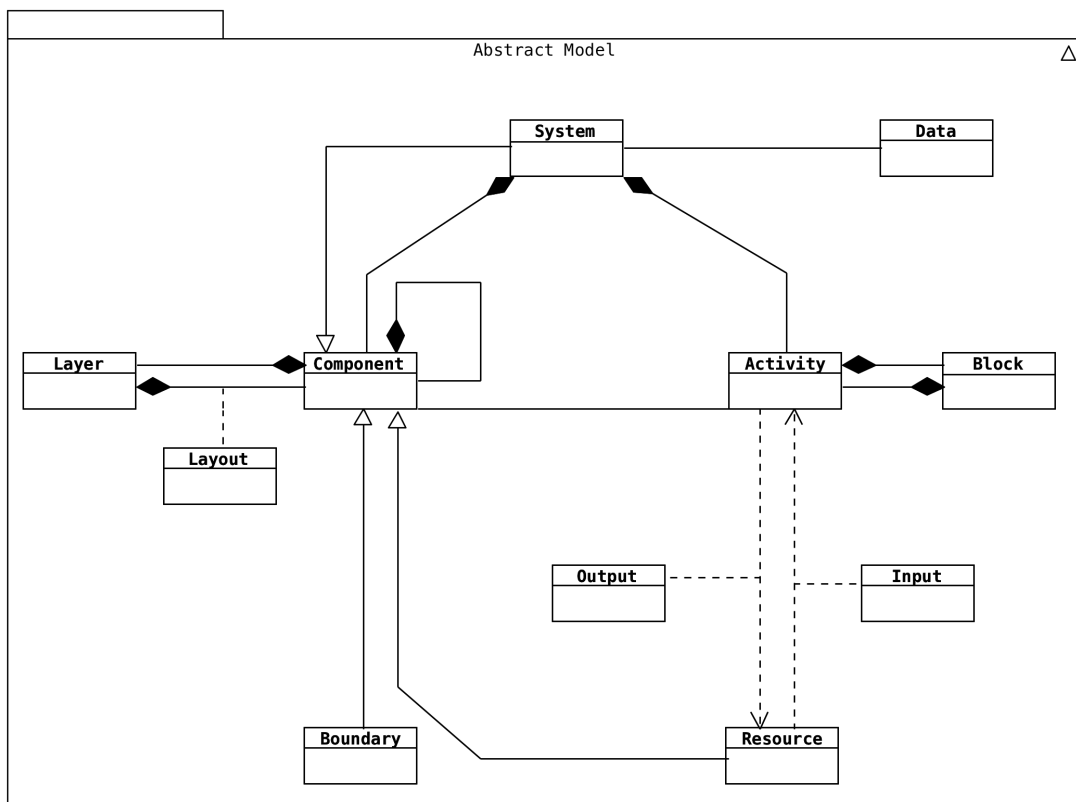 Abstract Model
System
Data
Layer
Component
Activity
Block
Layout
Output
Input
Boundary
Resource